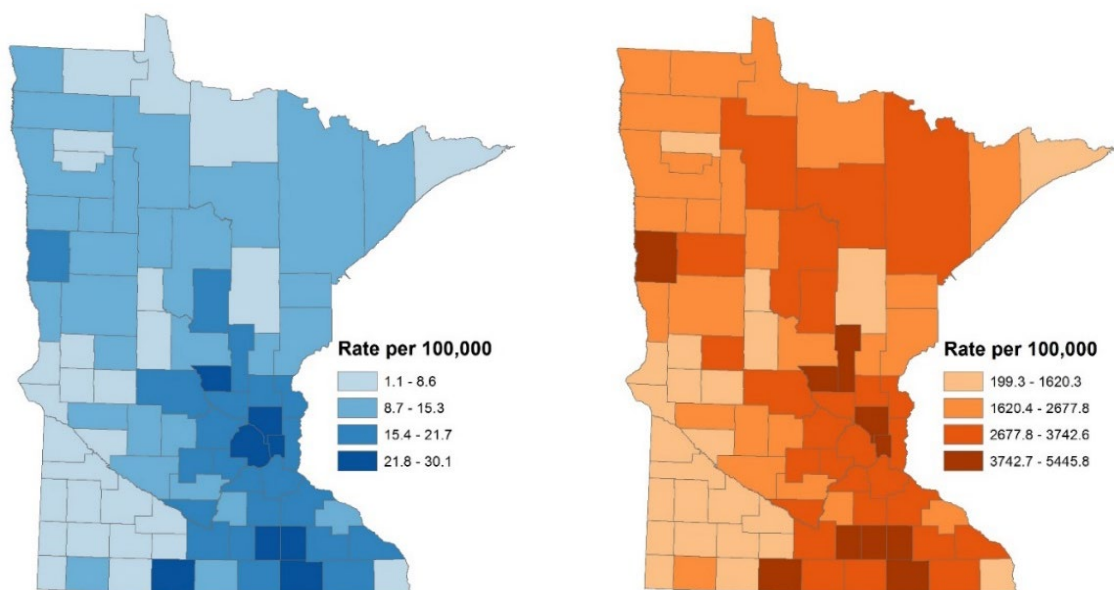 Rate per 100,000
1.1 - 8.6
8.7 - 15.3
15.4 - 21.7
21.8 - 30.1
Rate per 100,000
199.3 - 1620.3
1620.4 - 2677.8
2677.8 - 3742.6
3742.7 - 5445.8